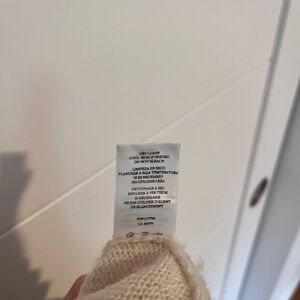 DRY CLEAN
COOL IRON IF NEEDED
DO NOT BLEACH
LIMPIEZA EN SECO
PLANCHAR A BAJA TEMPERATURA
SI ES NECESARIO
NO UTILIZAR LEJIA
NETTOYAGE A SEC
REPASSER A FER TIEDE
SI NECESSAIRE
NE PAS UTILISER D'AGENT
DE BLANCHIMENT